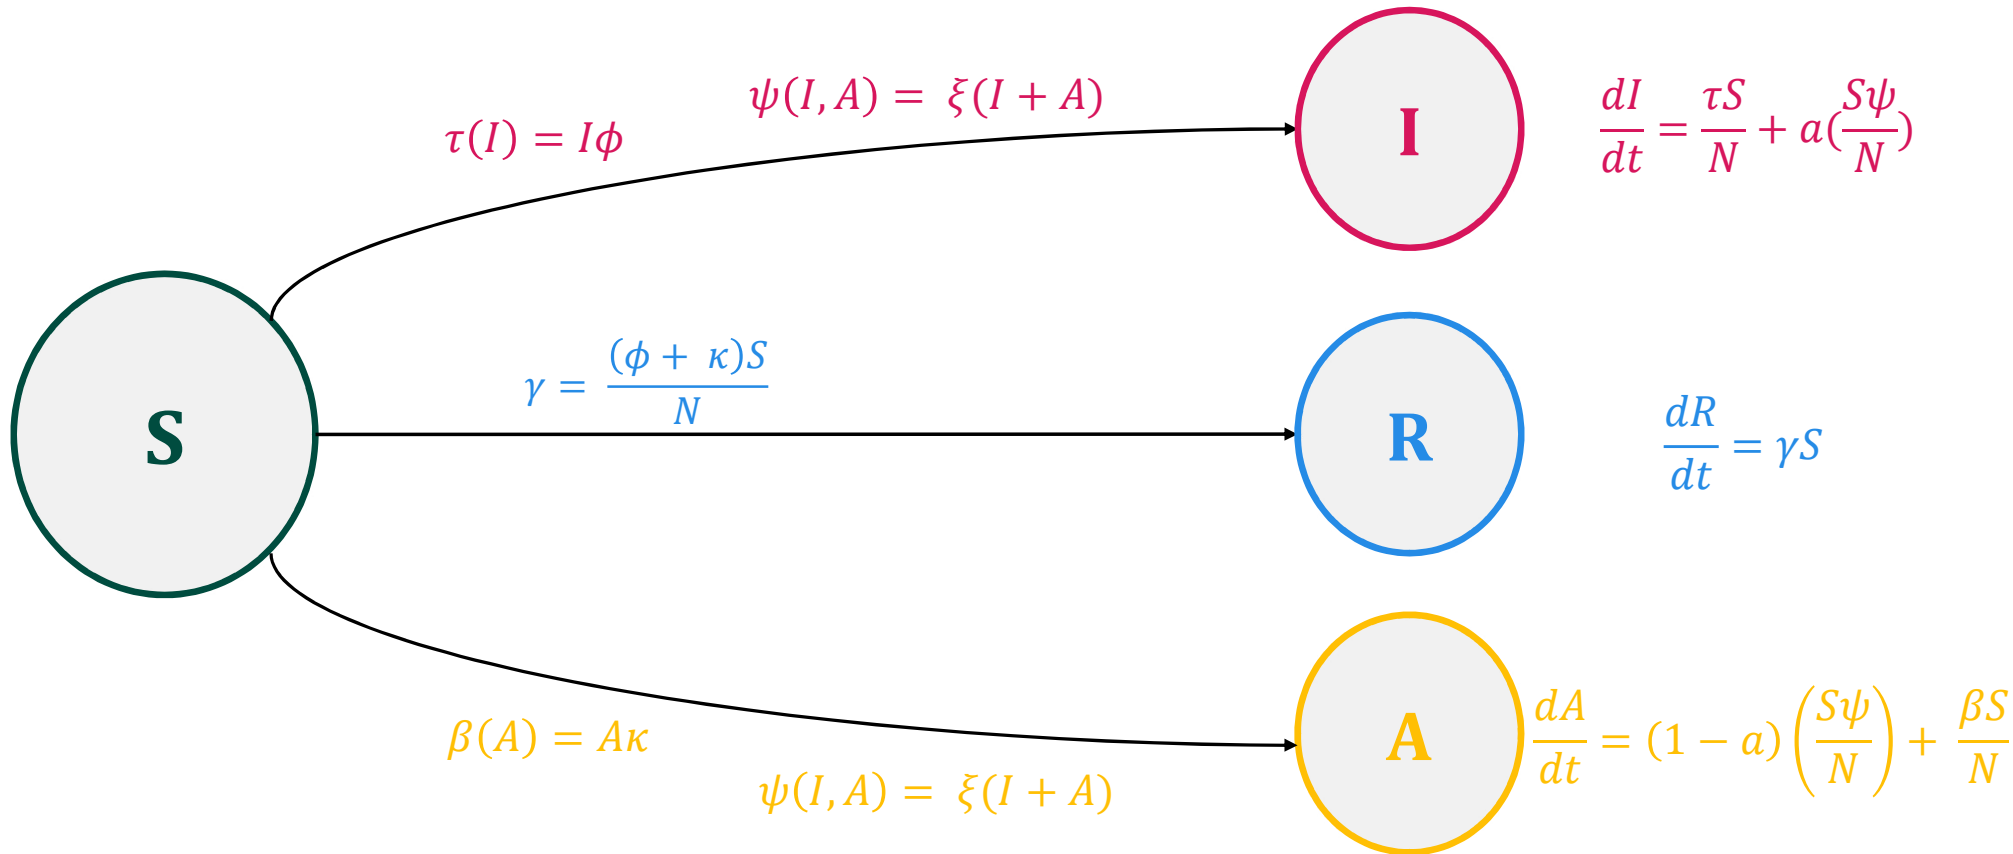 ψ(I, A) = ξ(I + A)
τ(I) = Iϕ
I
dI/dt = τS/N + a(Sψ/N)
S
γ = (ϕ + κ)S/N
R
dR/dt = γS
A
dA/dt = (1 − a)(Sψ/N) + βS/N
β(A) = Aκ
ψ(I, A) = ξ(I + A)